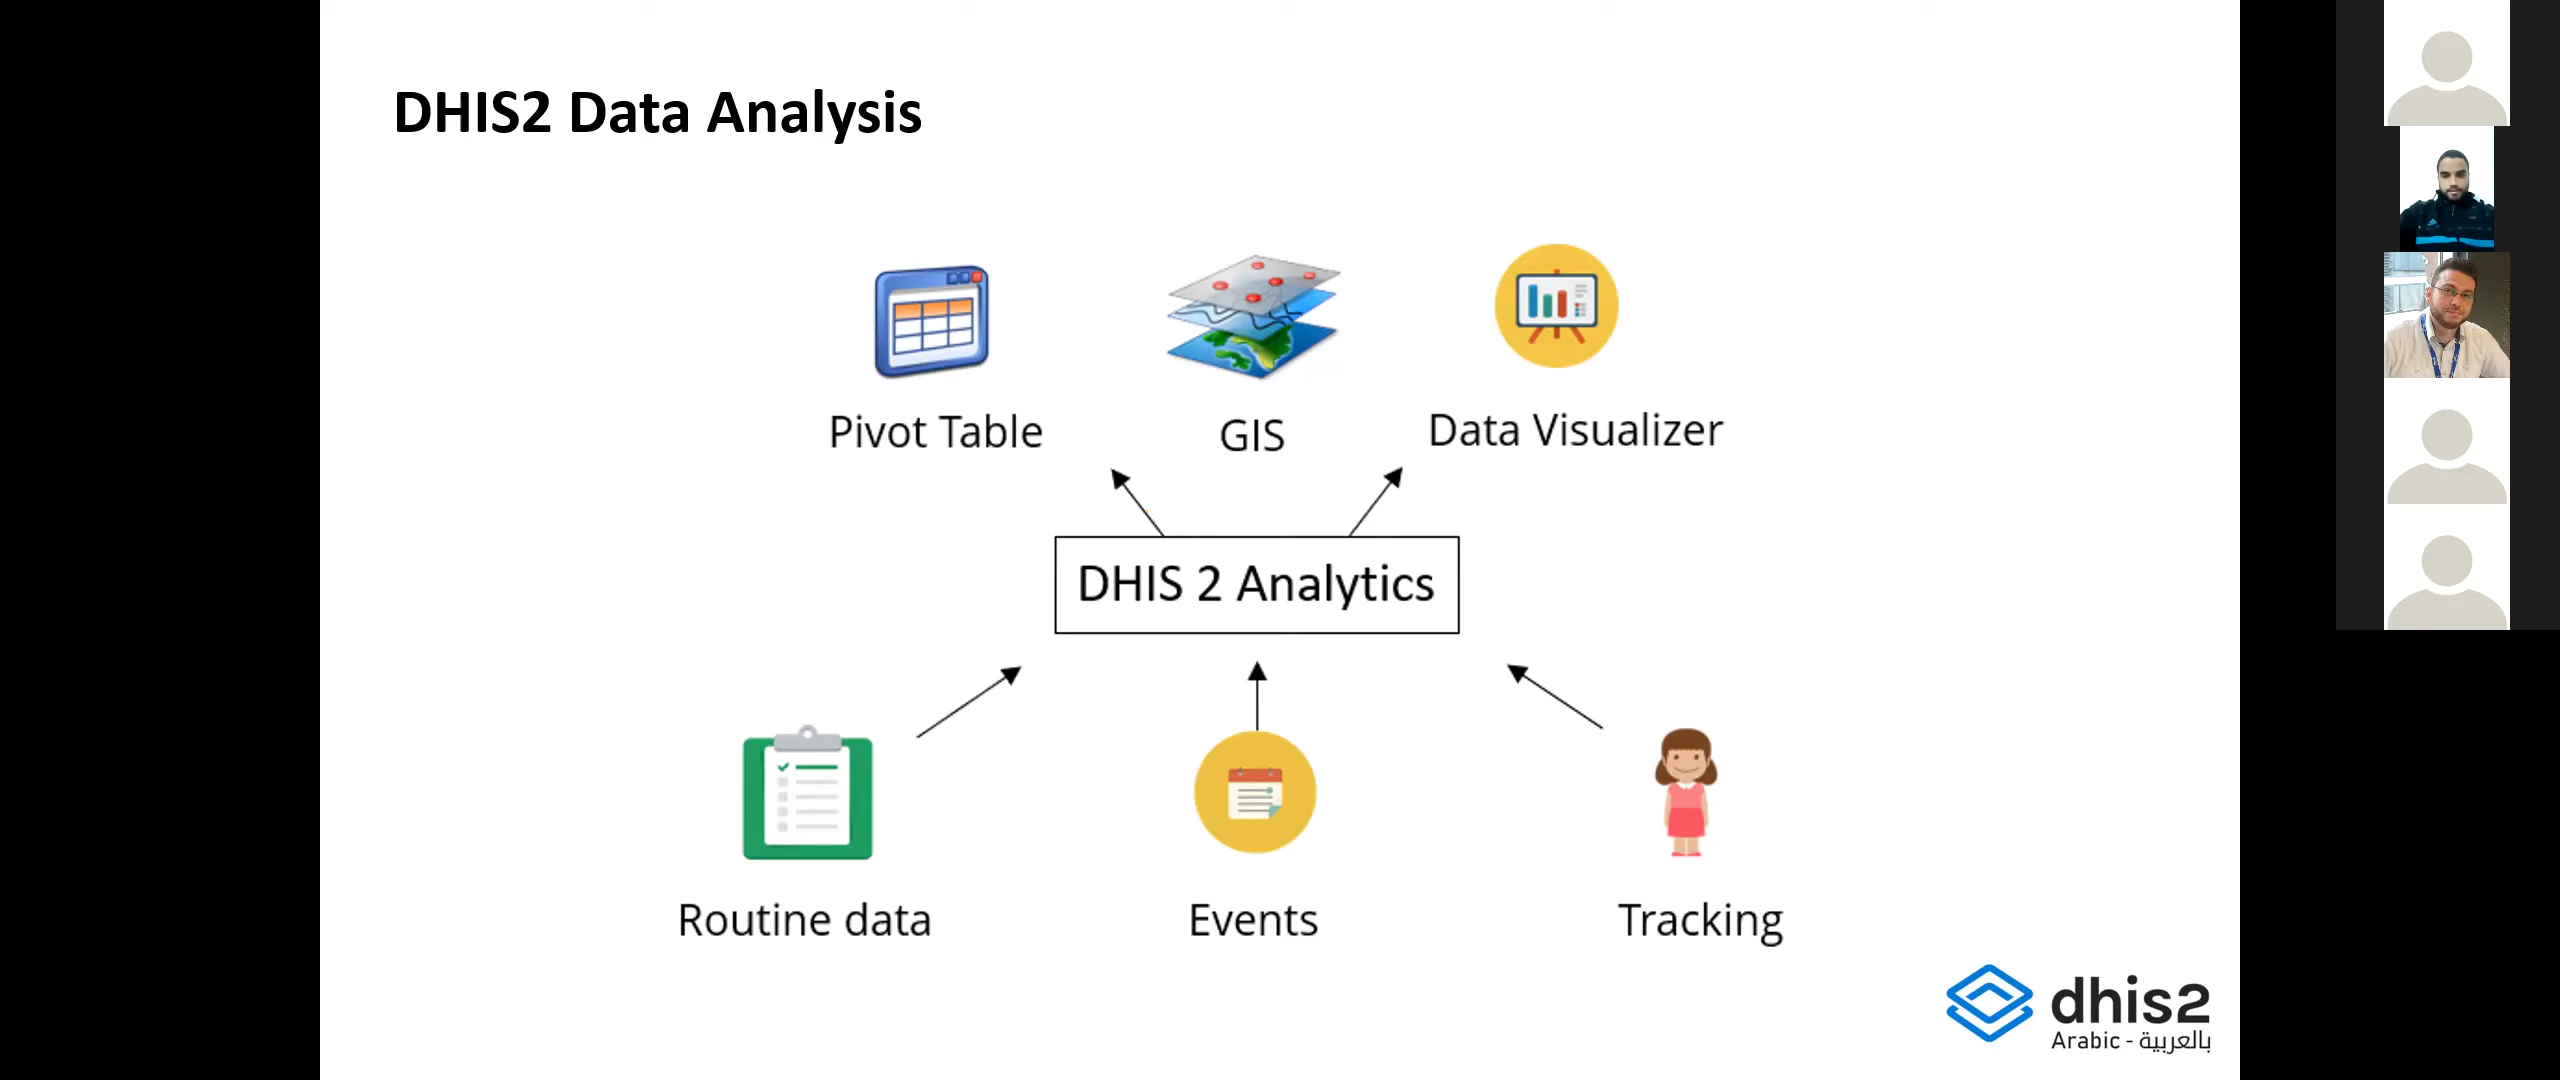 DHIS2 Data Analysis
Pivot Table
GIS
Data Visualizer
DHIS 2 Analytics
Routine data
Events
Tracking
dhis2
Arabic - بالعربية